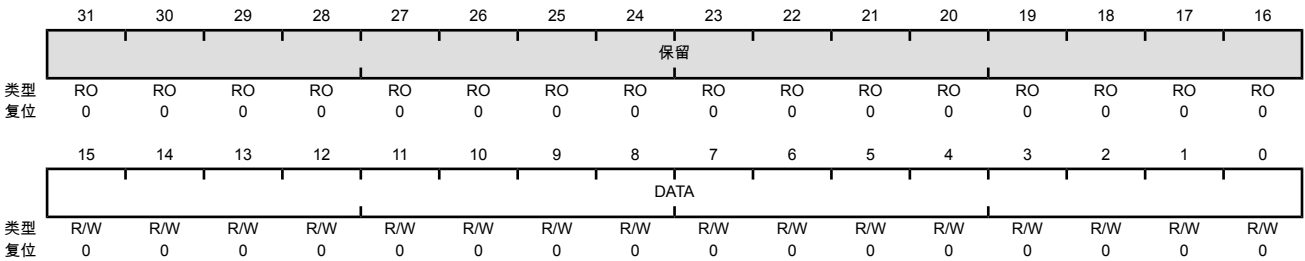 31 30 29 28 27 26 25 24 23 22 21 20 19 18 17 16
保留
类型 RO RO RO RO RO RO RO RO RO RO RO RO RO RO RO RO
复位 0 0 0 0 0 0 0 0 0 0 0 0 0 0 0 0
15 14 13 12 11 10 9 8 7 6 5 4 3 2 1 0
DATA
类型 R/W R/W R/W R/W R/W R/W R/W R/W R/W R/W R/W R/W R/W R/W R/W R/W
复位 0 0 0 0 0 0 0 0 0 0 0 0 0 0 0 0